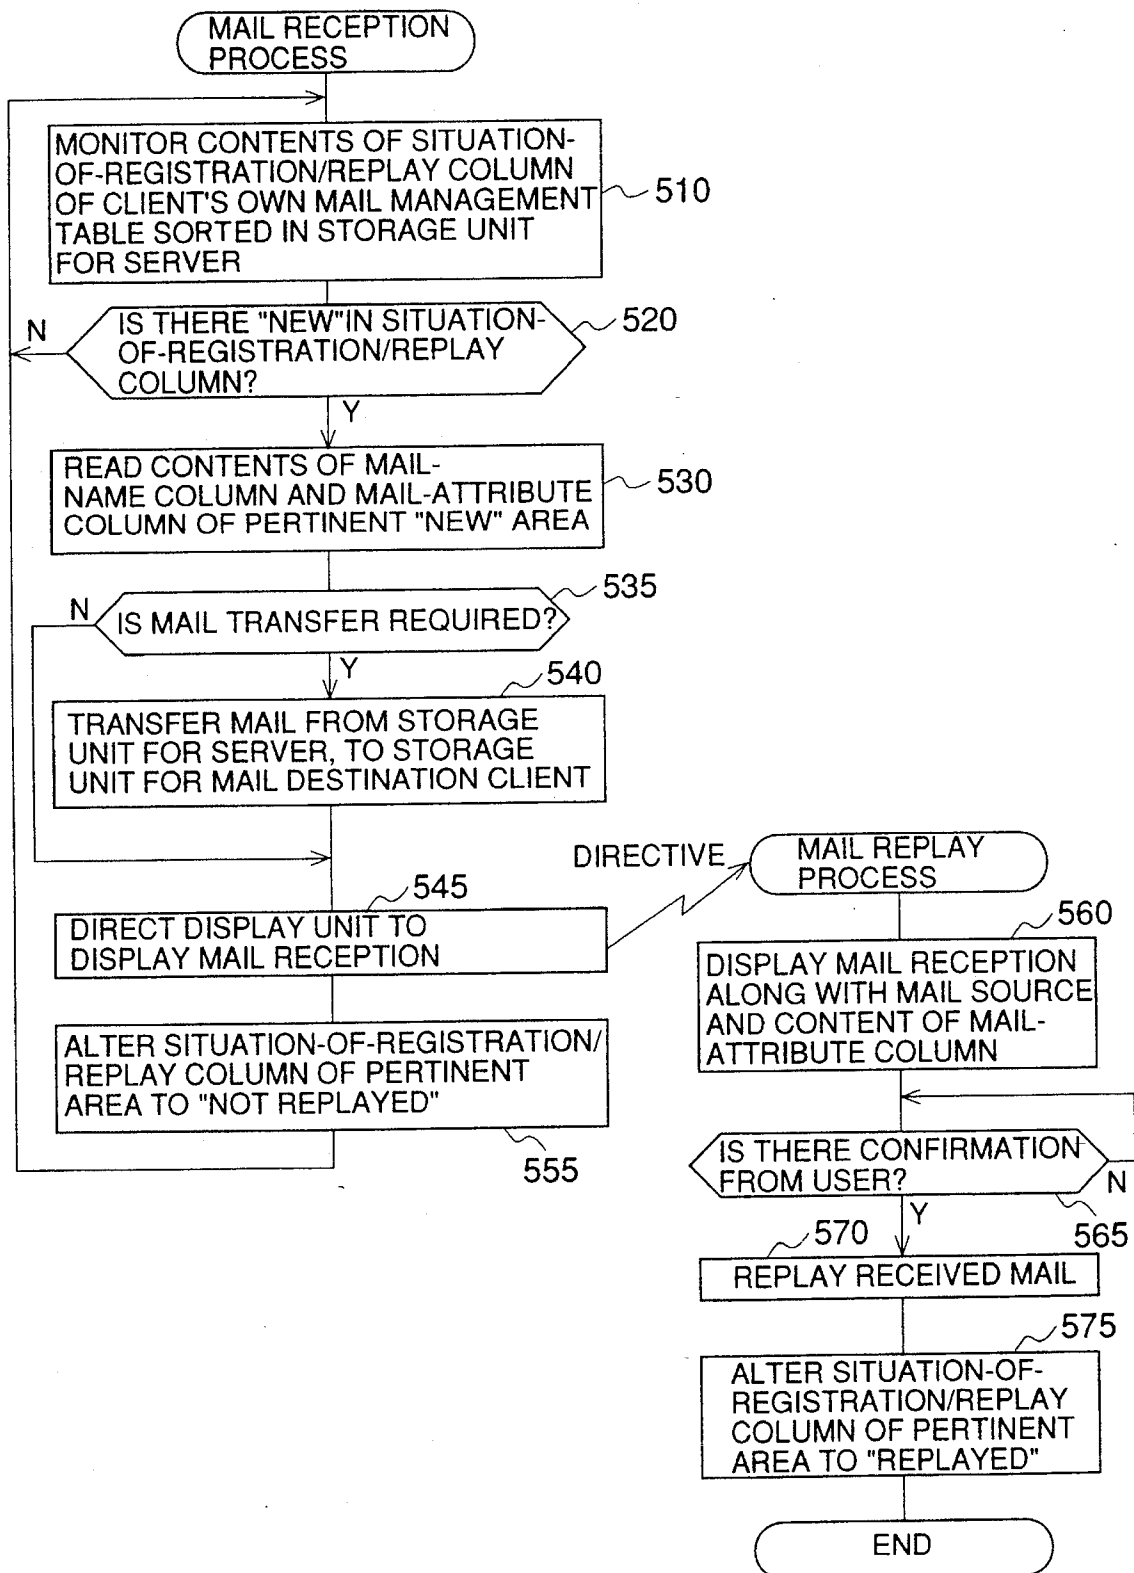 MAIL RECEPTION
PROCESS
MONITOR CONTENTS OF SITUATION-
OF-REGISTRATION/REPLAY COLUMN
OF CLIENT'S OWN MAIL MANAGEMENT
TABLE SORTED IN STORAGE UNIT
FOR SERVER
510
N
IS THERE "NEW"IN SITUATION-
OF-REGISTRATION/REPLAY
COLUMN?
520
Y
READ CONTENTS OF MAIL-
NAME COLUMN AND MAIL-ATTRIBUTE
COLUMN OF PERTINENT "NEW" AREA
530
535
N
IS MAIL TRANSFER REQUIRED?
Y
540
TRANSFER MAIL FROM STORAGE
UNIT FOR SERVER, TO STORAGE
UNIT FOR MAIL DESTINATION CLIENT
545
DIRECT DISPLAY UNIT TO
DISPLAY MAIL RECEPTION
ALTER SITUATION-OF-REGISTRATION/
REPLAY COLUMN OF PERTINENT
AREA TO "NOT REPLAYED"
555
DIRECTIVE
MAIL REPLAY
PROCESS
560
DISPLAY MAIL RECEPTION
ALONG WITH MAIL SOURCE
AND CONTENT OF MAIL-
ATTRIBUTE COLUMN
IS THERE CONFIRMATION
FROM USER?
N
565
Y
570
REPLAY RECEIVED MAIL
575
ALTER SITUATION-OF-
REGISTRATION/REPLAY
COLUMN OF PERTINENT
AREA TO "REPLAYED"
END